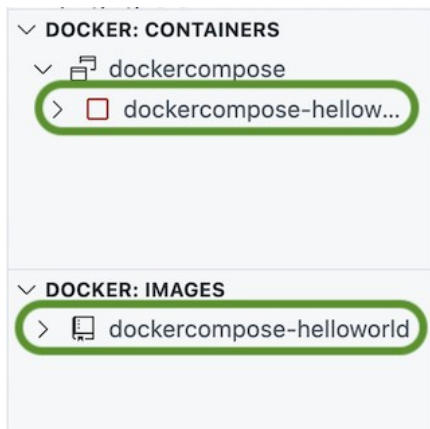 DOCKER: CONTAINERS
dockercompose
dockercompose-hellow...
DOCKER: IMAGES
dockercompose-helloworld